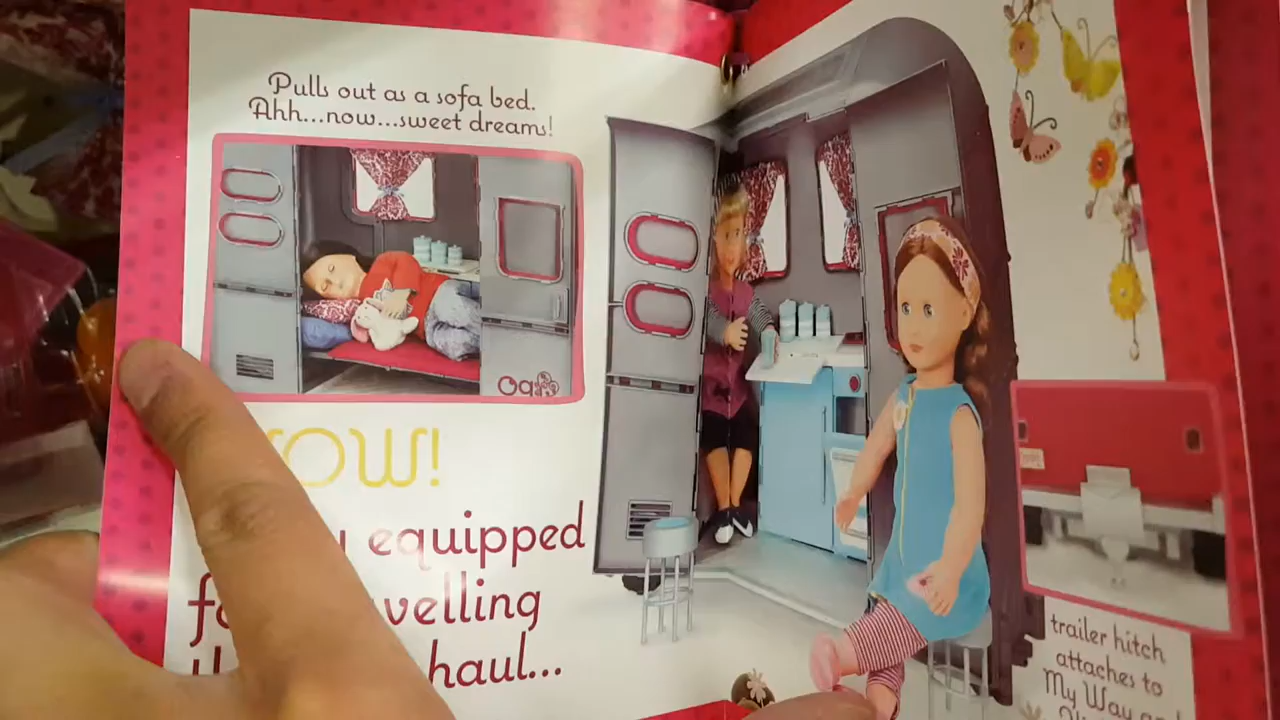 Pulls out as a sofa bed.
Ahh...now...sweet dreams!
OG
OW!
equipped
velling
haul...
trailer hitch
attaches to
My Way and